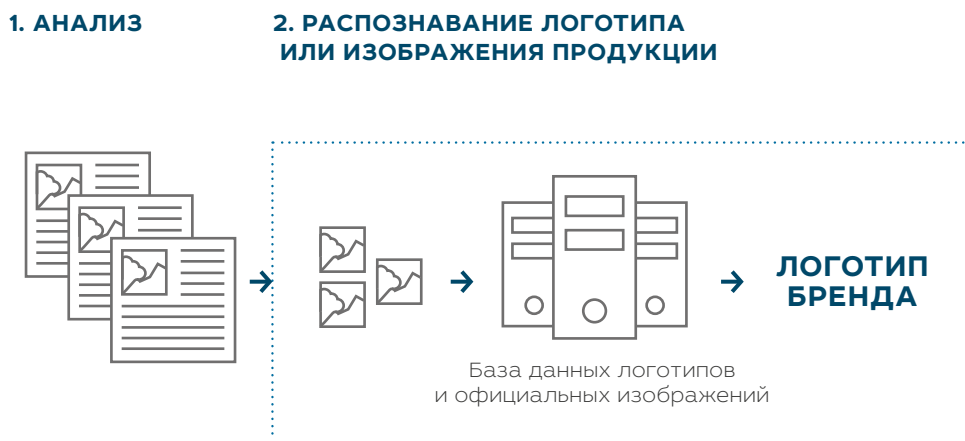 1. АНАЛИЗ
2. РАСПОЗНАВАНИЕ ЛОГОТИПА
ИЛИ ИЗОБРАЖЕНИЯ ПРОДУКЦИИ
ЛОГОТИП
БРЕНДА
База данных логотипов
и официальных изображений